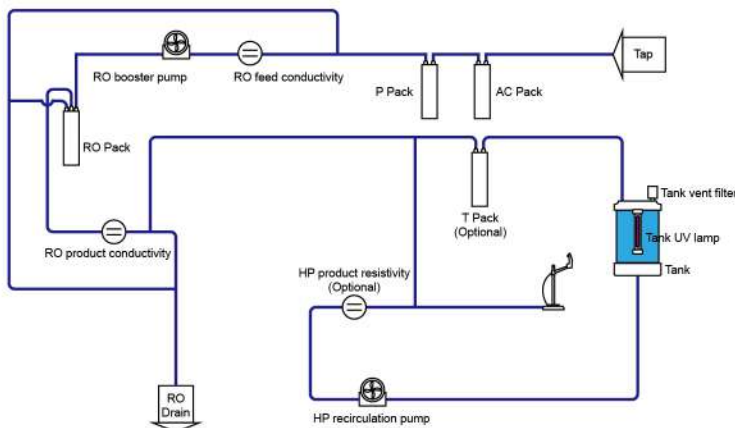 Tap
RO booster pump
RO feed conductivity
P Pack
AC Pack
RO Pack
T Pack
(Optional)
Tank vent filter
Tank UV lamp
Tank
RO product conductivity
HP product resistivity
(Optional)
RO
Drain
HP recirculation pump